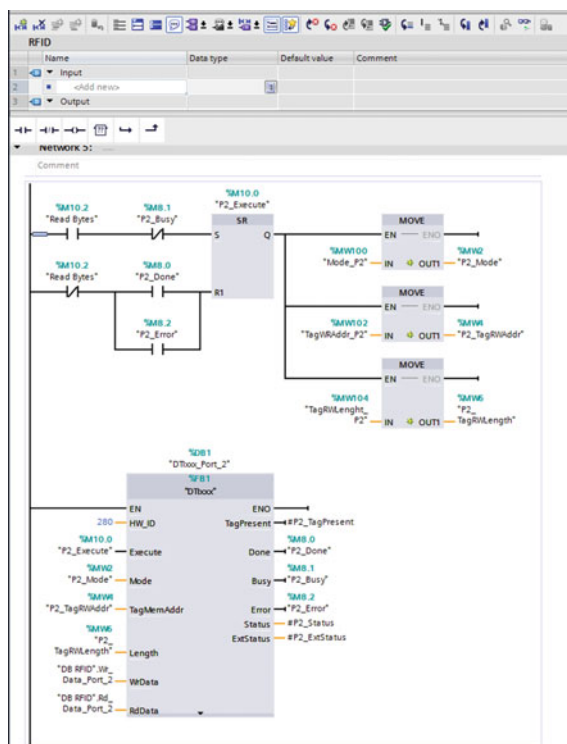 RFID
Name Data type Default value Comment
1 Input
2 <Add new>
3 Output
Network 5:
Comment
%M10.2 "Read Bytes"
%M8.1 "P2_Busy"
%M10.0 "P2_Execute"
SR
S Q
MOVE
EN ENO
%MW100 "Mode_P2" IN OUT1 %MW2 "P2_Mode"
%M10.2 "Read Bytes"
%M8.0 "P2_Done"
R1
%M8.2 "P2_Error"
MOVE
EN ENO
%MW102 "TagWRAddr_P2" IN OUT1 %MW4 "P2_TagRWAddr"
MOVE
EN ENO
%MW104
"TagRWLenght_
P2" IN OUT1
%MW6
"P2_
TagRWLength"
%DB1
"DTIxxx_Port_2"
%FB1
"DTIxxx"
EN ENO
280 HW_ID
TagPresent #P2_TagPresent
%M10.0
"P2_Execute" Execute
%M8.0
Done "P2_Done"
%MW2
"P2_Mode" Mode
%M8.1
Busy "P2_Busy"
%MW4
"P2_TagRWAddr" TagMemAddr
%M8.2
Error "P2_Error"
Status #P2_Status
ExtStatus #P2_ExtStatus
%MW6
"P2_
TagRWLength" Length
"DB RFID".Wr_
Data_Port_2 WrData
"DB RFID".Rd_
Data_Port_2 RdData